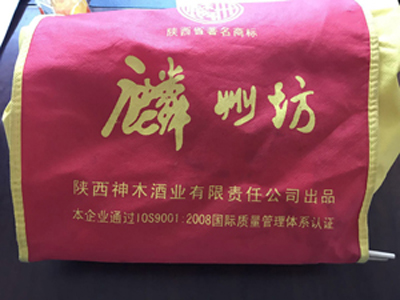 陕西省著名商标
麟州坊
陕西神木酒业有限责任公司出品
本企业通过IOS9001:2008国际质量管理体系认证